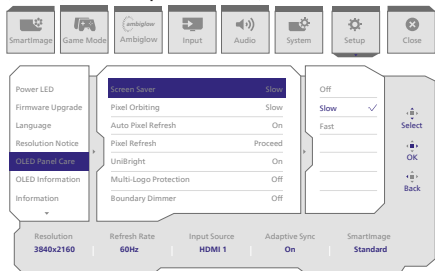 SmartImage
Game Mode
ambiglow
Ambiglow
Input
Audio
System
Setup
Close
Power LED
Firmware Upgrade
Language
Resolution Notice
OLED Panel Care
OLED Information
Information
Screen Saver Slow
Pixel Orbiting Slow
Auto Pixel Refresh On
Pixel Refresh Proceed
UniBright On
Multi-Logo Protection Off
Boundary Dimmer Off
Off
Slow
Fast
Select
OK
Back
Resolution Refresh Rate Input Source Adaptive Sync SmartImage
3840x2160 60Hz HDMI 1 On Standard